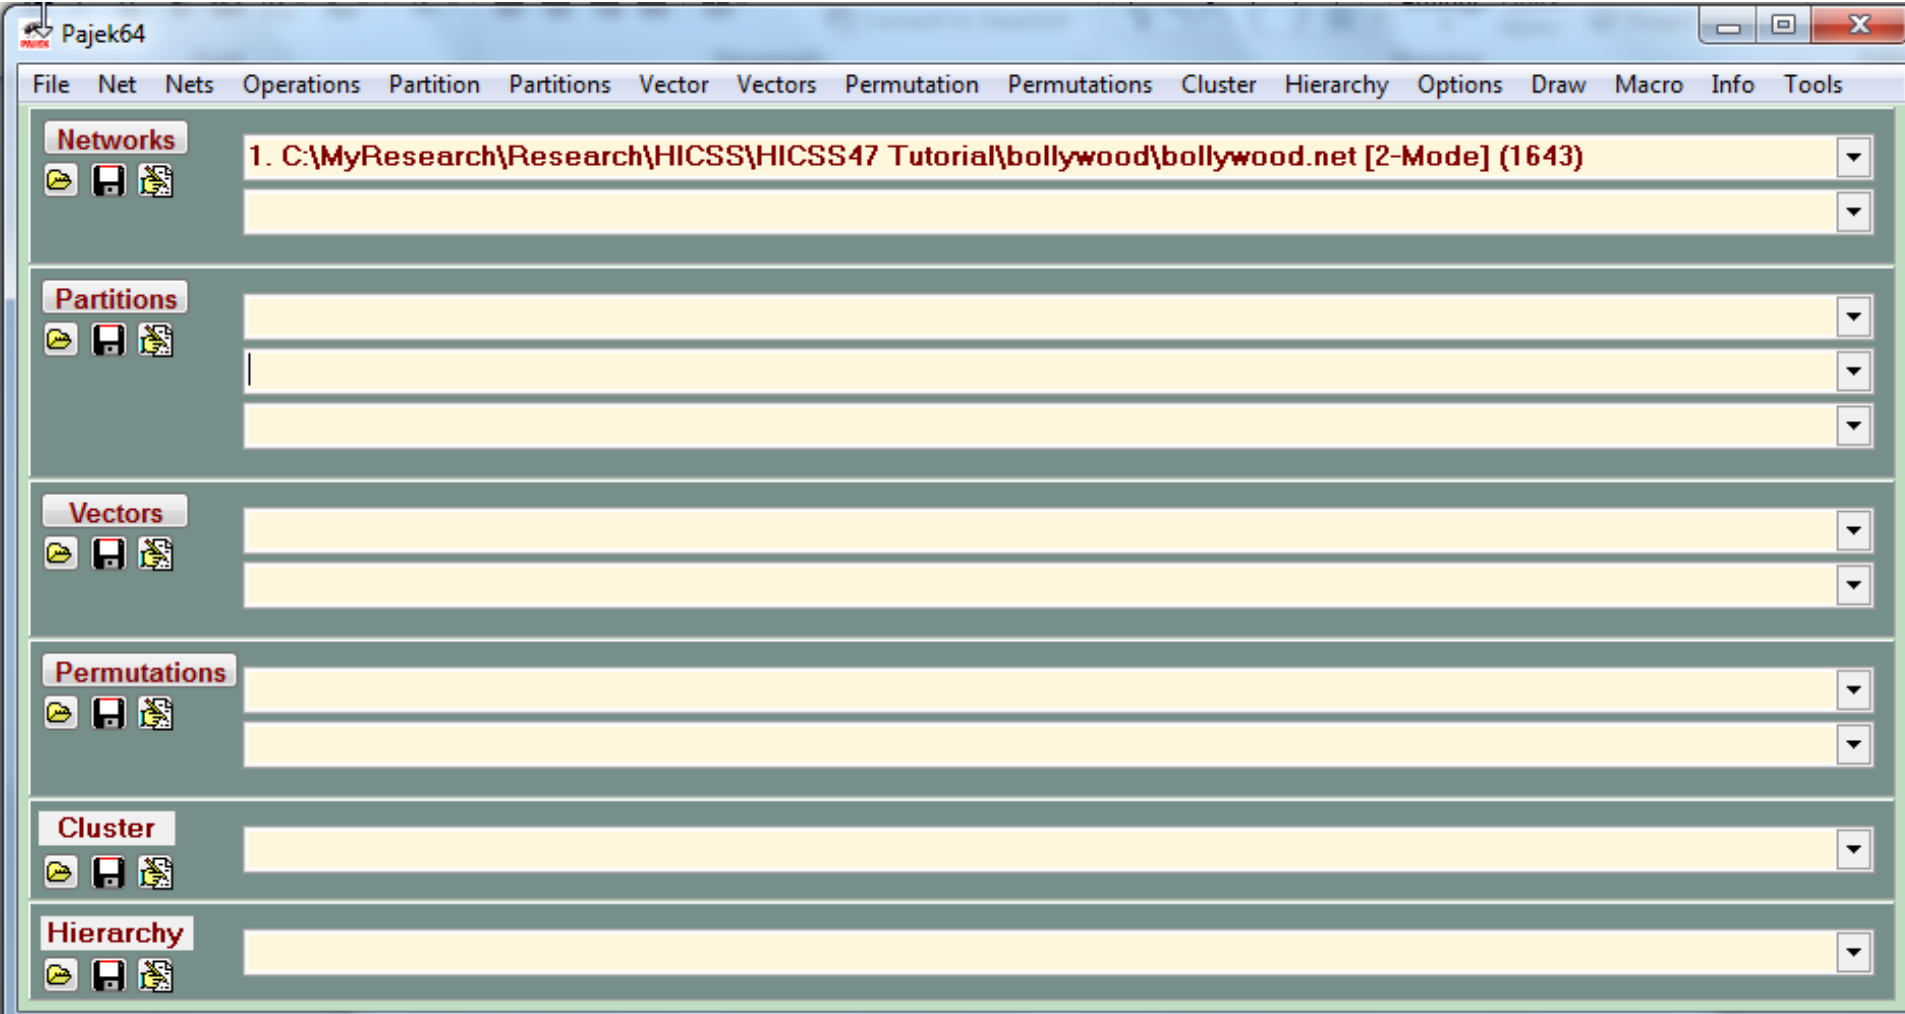 Pajek64
File Net Nets Operations Partition Partitions Vector Vectors Permutation Permutations Cluster Hierarchy Options Draw Macro Info Tools
Networks
1. C:\MyResearch\Research\HICSS\HICSS47 Tutorial\bollywood\bollywood.net [2-Mode] (1643)
Partitions
Vectors
Permutations
Cluster
Hierarchy